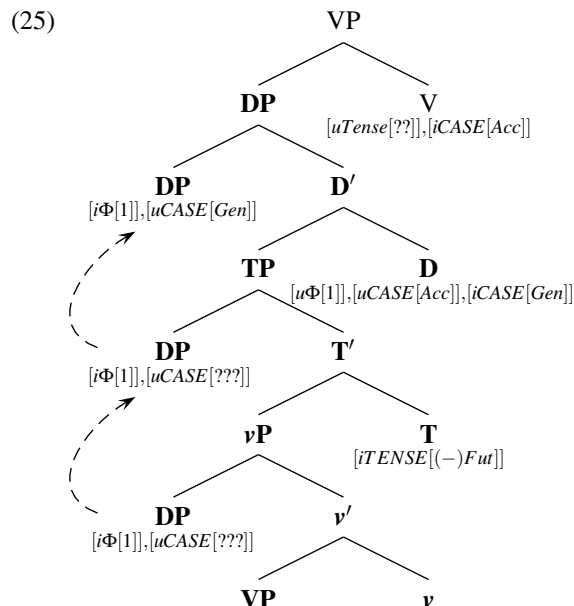 (25) VP
DP V
[uTense[??]],[iCASE[Acc]]
DP D′
[iΦ[1]],[uCASE[Gen]]
TP D
[uΦ[1]],[uCASE[Acc]],[iCASE[Gen]]
DP T′
[iΦ[1]],[uCASE[???]]
vP T
[iTENSE[(−)Fut]]
DP v′
[iΦ[1]],[uCASE[???]]
VP v